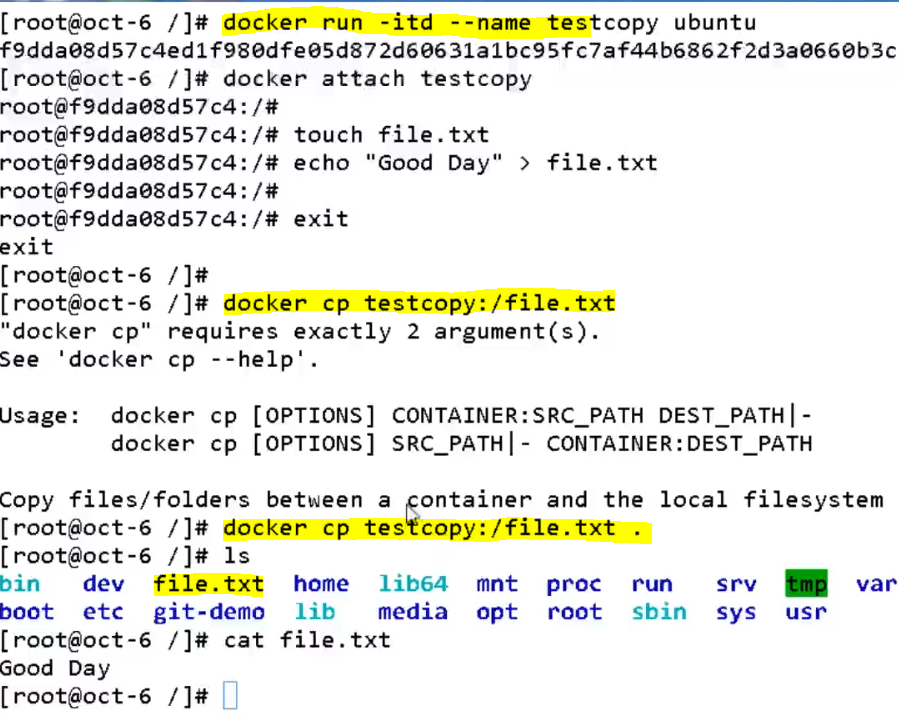 [root@oct-6 /]# docker run -itd --name testcopy ubuntu
f9dda08d57c4ed1f980dfe05d872d60631a1bc95fc7af44b6862f2d3a0660b3c
[root@oct-6 /]# docker attach testcopy
root@f9dda08d57c4:/#
root@f9dda08d57c4:/# touch file.txt
root@f9dda08d57c4:/# echo "Good Day" > file.txt
root@f9dda08d57c4:/#
root@f9dda08d57c4:/# exit
exit
[root@oct-6 /]#
[root@oct-6 /]# docker cp testcopy:/file.txt
"docker cp" requires exactly 2 argument(s).
See 'docker cp --help'.
Usage:  docker cp [OPTIONS] CONTAINER:SRC_PATH DEST_PATH|-
        docker cp [OPTIONS] SRC_PATH|- CONTAINER:DEST_PATH
Copy files/folders between a container and the local filesystem
[root@oct-6 /]# docker cp testcopy:/file.txt .
[root@oct-6 /]# ls
bin   dev  file.txt  home  lib64  mnt  proc  run   srv  tmp  var
boot  etc  git-demo  lib   media  opt  root  sbin  sys  usr
[root@oct-6 /]# cat file.txt
Good Day
[root@oct-6 /]#